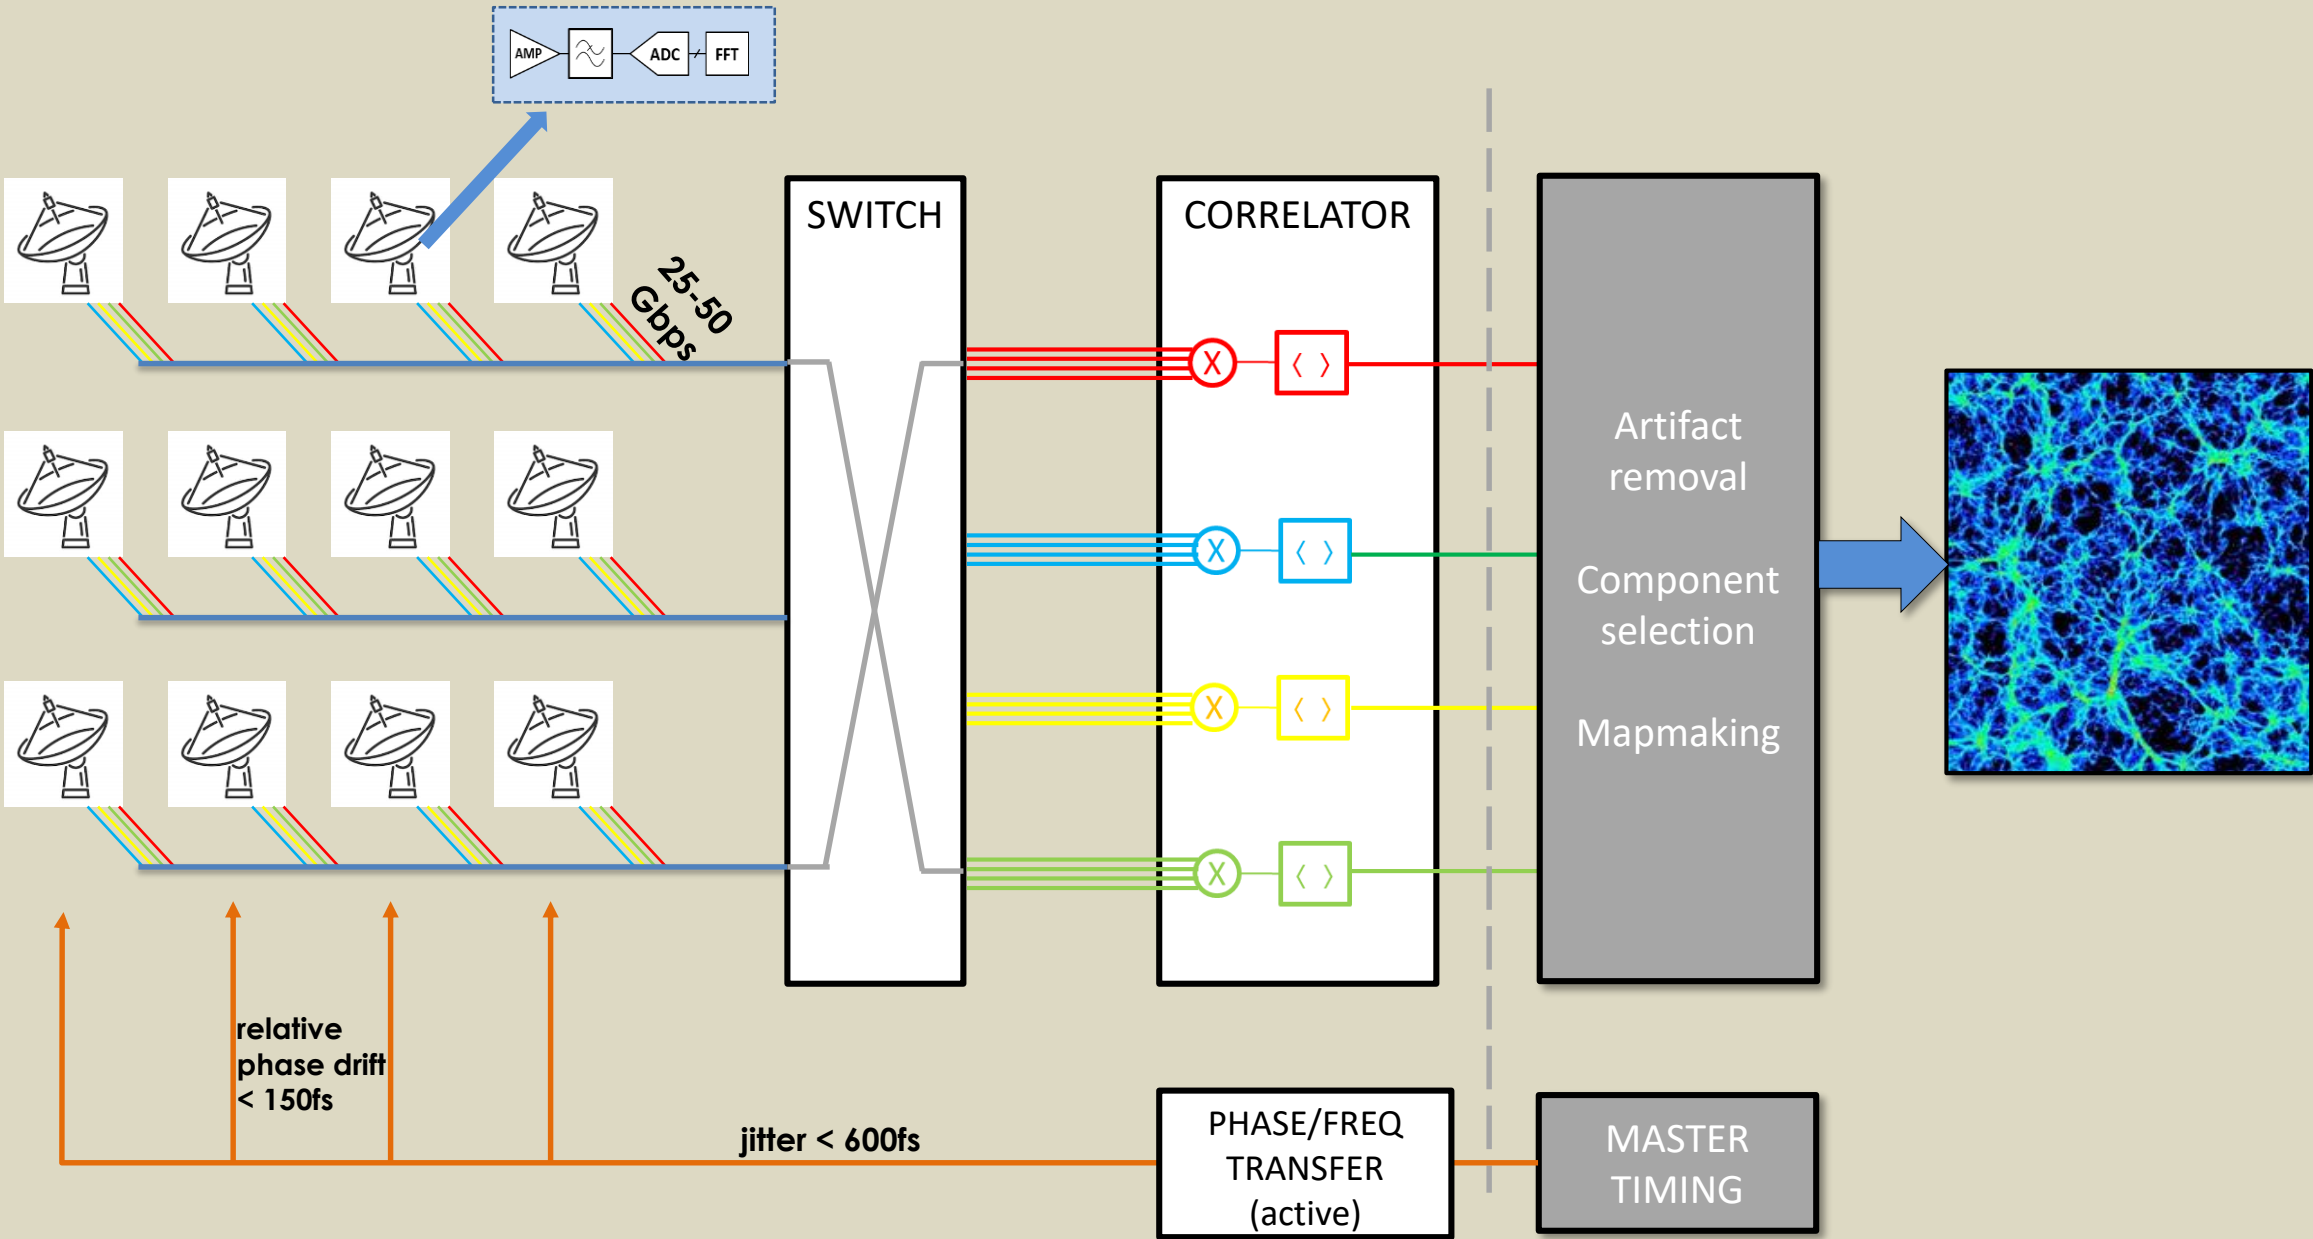 AMP
ADC
FFT
25-50
Gbps
SWITCH
CORRELATOR
X
⟨ ⟩
X
⟨ ⟩
X
⟨ ⟩
X
⟨ ⟩
Artifact
removal
Component
selection
Mapmaking
relative
phase drift
< 150fs
jitter < 600fs
PHASE/FREQ
TRANSFER
(active)
MASTER
TIMING